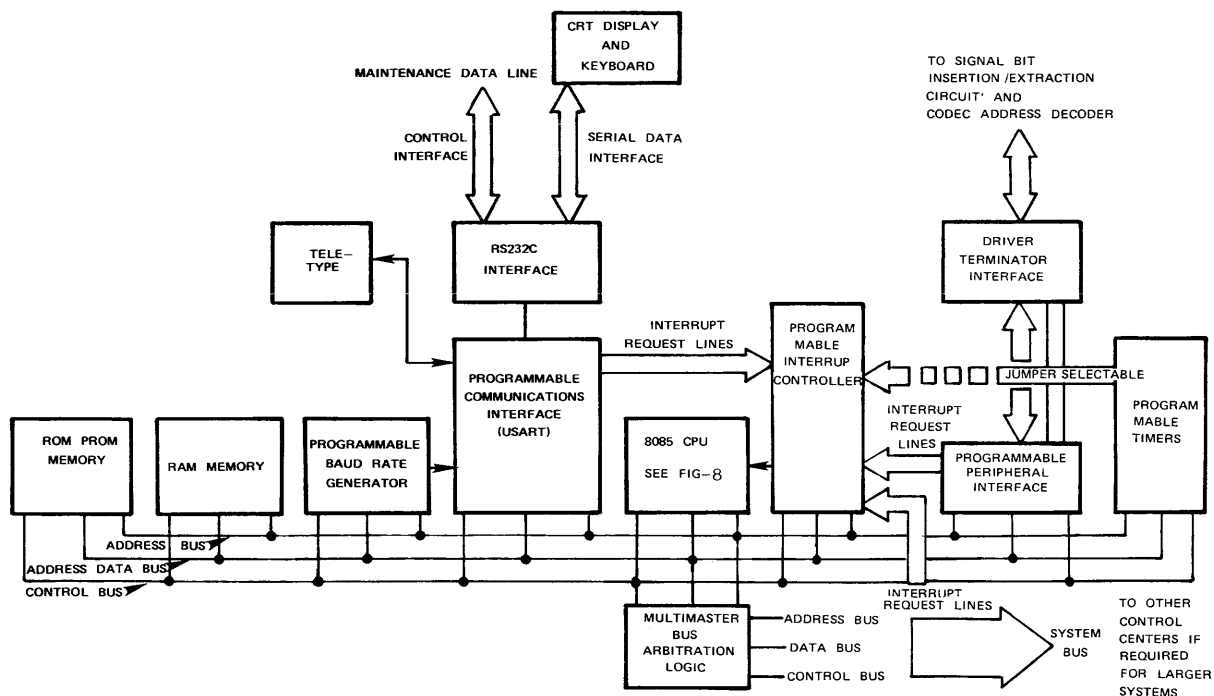 CRT DISPLAY
AND
KEYBOARD
MAINTENANCE DATA LINE
CONTROL
INTERFACE
SERIAL DATA
INTERFACE
TO SIGNAL BIT
INSERTION/EXTRACTION
CIRCUIT' AND
CODEC ADDRESS DECODER
TELE-
TYPE
RS232C
INTERFACE
DRIVER
TERMINATOR
INTERFACE
INTERRUPT
REQUEST LINES
PROGRAM
MABLE
INTERRUP
CONTROLLER
JUMPER SELECTABLE
PROGRAM
MABLE
TIMERS
PROGRAMMABLE
COMMUNICATIONS
INTERFACE
(USART)
INTERRUPT
REQUEST
LINES
ROM PROM
MEMORY
RAM MEMORY
PROGRAMMABLE
BAUD RATE
GENERATOR
8085 CPU
SEE FIG-8
PROGRAMMABLE
PERIPHERAL
INTERFACE
ADDRESS BUS
ADDRESS DATA BUS
CONTROL BUS
INTERRUPT
REQUEST LINES
MULTIMASTER
BUS
ARBITRATION
LOGIC
ADDRESS BUS
DATA BUS
CONTROL BUS
SYSTEM
BUS
TO OTHER
CONTROL
CENTERS IF
REQUIRED
FOR LARGER
SYSTEMS